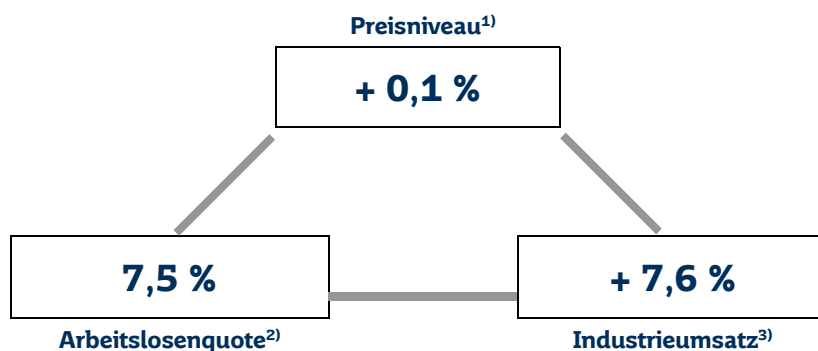 Preisniveau¹⁾
+ 0,1 %
7,5 %
+ 7,6 %
Arbeitslosenquote²⁾
Industrieumsatz³⁾